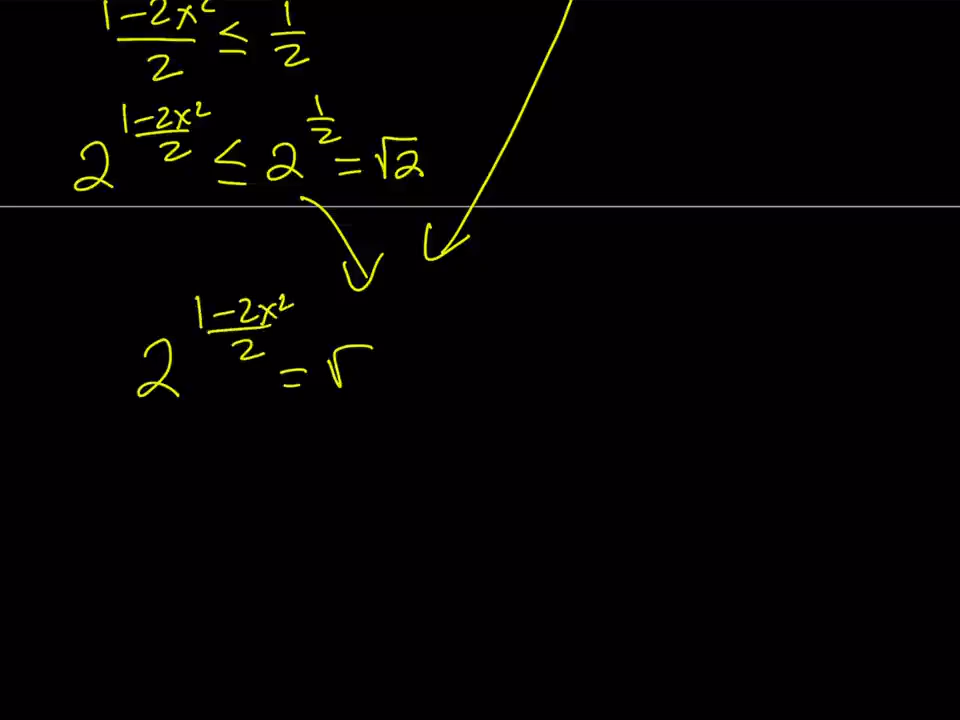 (1-2x²)/2 ≤ 1/2
2^((1-2x²)/2) ≤ 2^(1/2) = √2
2^((1-2x²)/2) = √